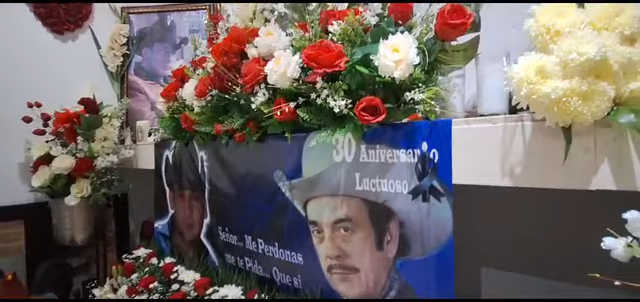 30 Aniversario
Luctuoso
Señor... Me Perdonas
que te Pida... Que si